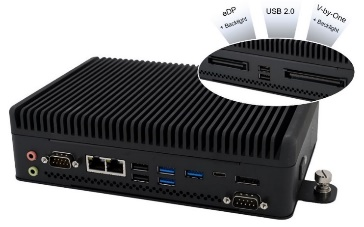 eDP
+ Backlight
USB 2.0
V-by-One
+ Backlight